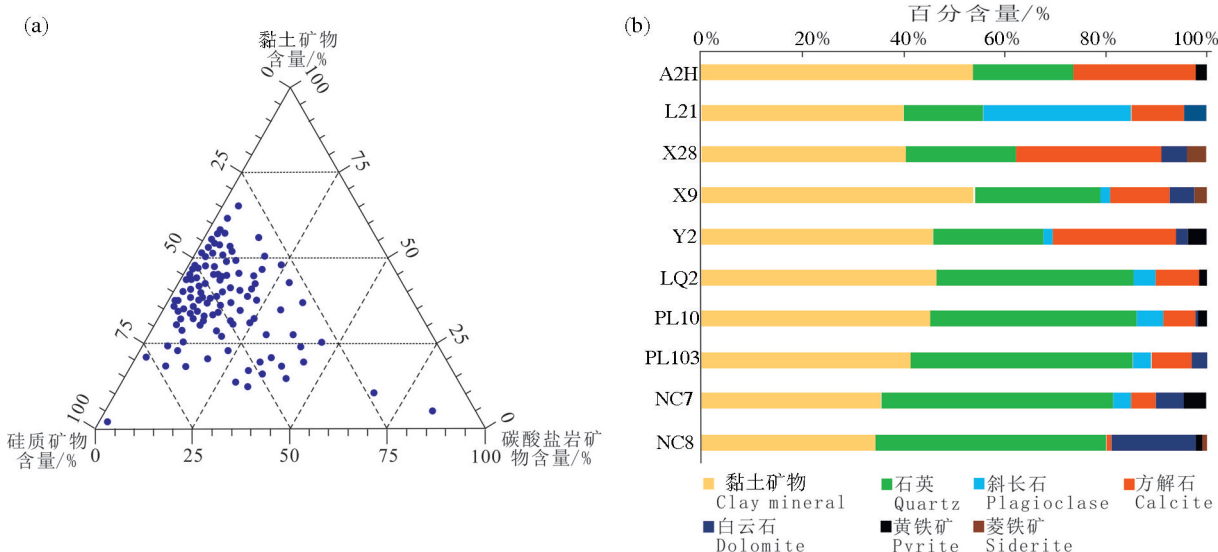 (a)
黏土矿物
含量/%
0
100
25
75
50
50
75
25
100
0
硅质矿物
含量/%
碳酸盐岩矿
物含量/%
0
25
50
75
100
(b)
百分含量/%
0% 20% 40% 60% 80% 100%
A2H
L21
X28
X9
Y2
LQ2
PL10
PL103
NC7
NC8
黏土矿物 石英 斜长石 方解石
Clay mineral Quartz Plagioclase Calcite
白云石 黄铁矿 菱铁矿
Dolomite Pyrite Siderite